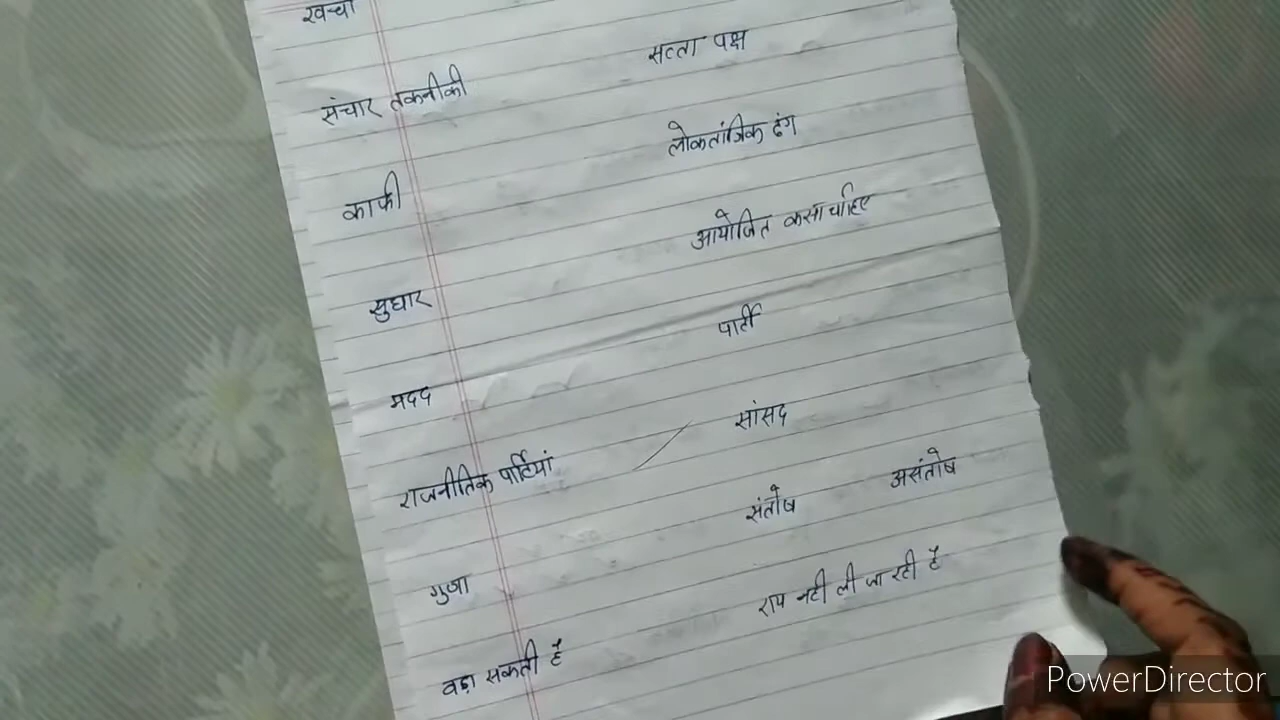 खर्चा
सत्ता पक्ष
संचार तकनीकी
लोकतांत्रिक ढंग
काफी
आयोजित करना चाहिए
सुधार
पार्टी
मदद
सांसद
राजनीतिक पार्टियां
संतोष असंतोष
गुजा
राय नही ली जा रही है
बढा सकती है
PowerDirector